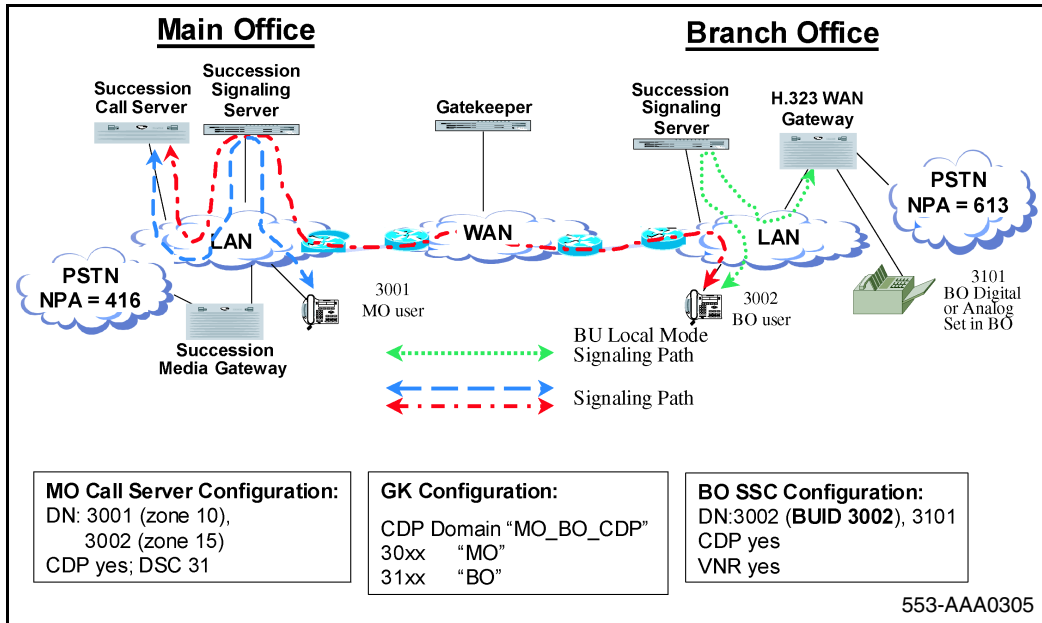 Main Office
Branch Office
Succession
Call Server
Succession
Signaling
Server
Gatekeeper
Succession
Signaling
Server
H.323 WAN
Gateway
PSTN
NPA = 613
LAN
WAN
LAN
PSTN
NPA = 416
3001
MO user
3002
BO user
3101
BO Digital
or Analog
Set in BO
Succession
Media Gateway
BU Local Mode
Signaling Path
Signaling Path
MO Call Server Configuration:
DN: 3001 (zone 10),
3002 (zone 15)
CDP yes; DSC 31
GK Configuration:
CDP Domain “MO_BO_CDP”
30xx “MO”
31xx “BO”
BO SSC Configuration:
DN:3002 (BUID 3002), 3101
CDP yes
VNR yes
553-AAA0305